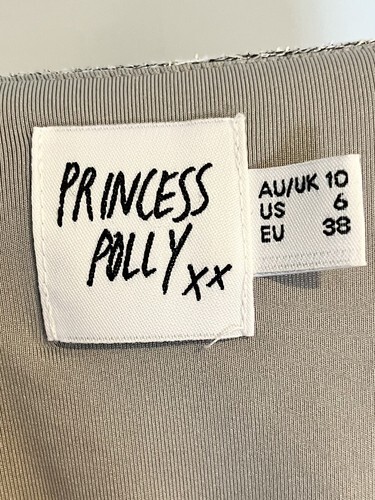 PRINCESS
POLLY
xx
AU/UK 10
US 6
EU 38